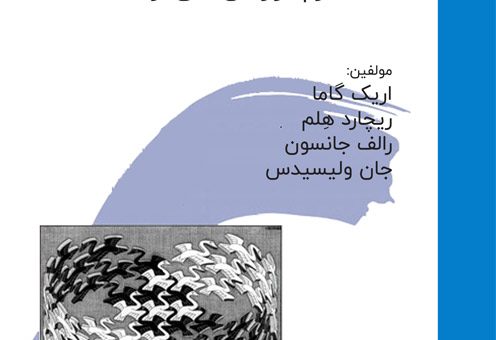 مولفین:
اریک گاما
ریچارد هِلم
رالف جانسون
جان ولیسیدس